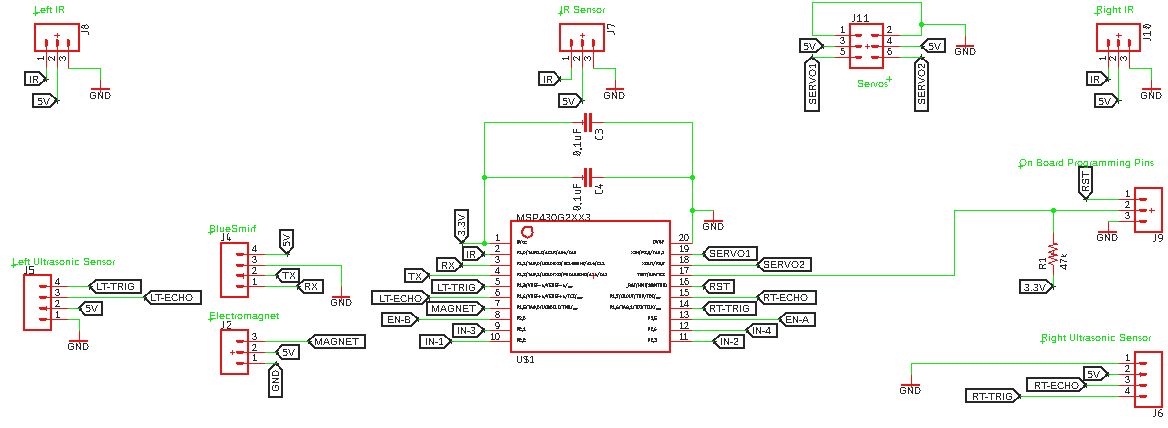 Left IR
J8
1 2 3
IR
5V
GND
IR Sensor
J7
1 2 3
IR
5V
GND
J11
1 2
3 4
5 6
5V
5V
GND
SERVO1
SERVO2
Servos
Right IR
J10
1 2 3
IR
5V
GND
0.1uF
C3
0.1uF
C4
GND
On Board Programming Pins
RST
1
2
3
GND
J9
R1
47k
3.3V
MSP430G2XX3
3.3V
1
IR
2
RX
3
TX
4
LT-TRIG
5
LT-ECHO
6
MAGNET
7
EN-B
8
IN-3
9
IN-1
10
20
19
SERVO1
18
SERVO2
17
16
RST
15
RT-ECHO
14
RT-TRIG
13
EN-A
12
IN-4
11
IN-2
U$1
BlueSmirf
J4
4
5V
3
2
TX
1
RX
GND
Left Ultrasonic Sensor
J5
4
LT-TRIG
3
LT-ECHO
2
5V
1
GND
Electromagnet
J2
3
MAGNET
2
5V
1
GND
Right Ultrasonic Sensor
GND
1
5V
2
RT-ECHO
3
RT-TRIG
4
J6